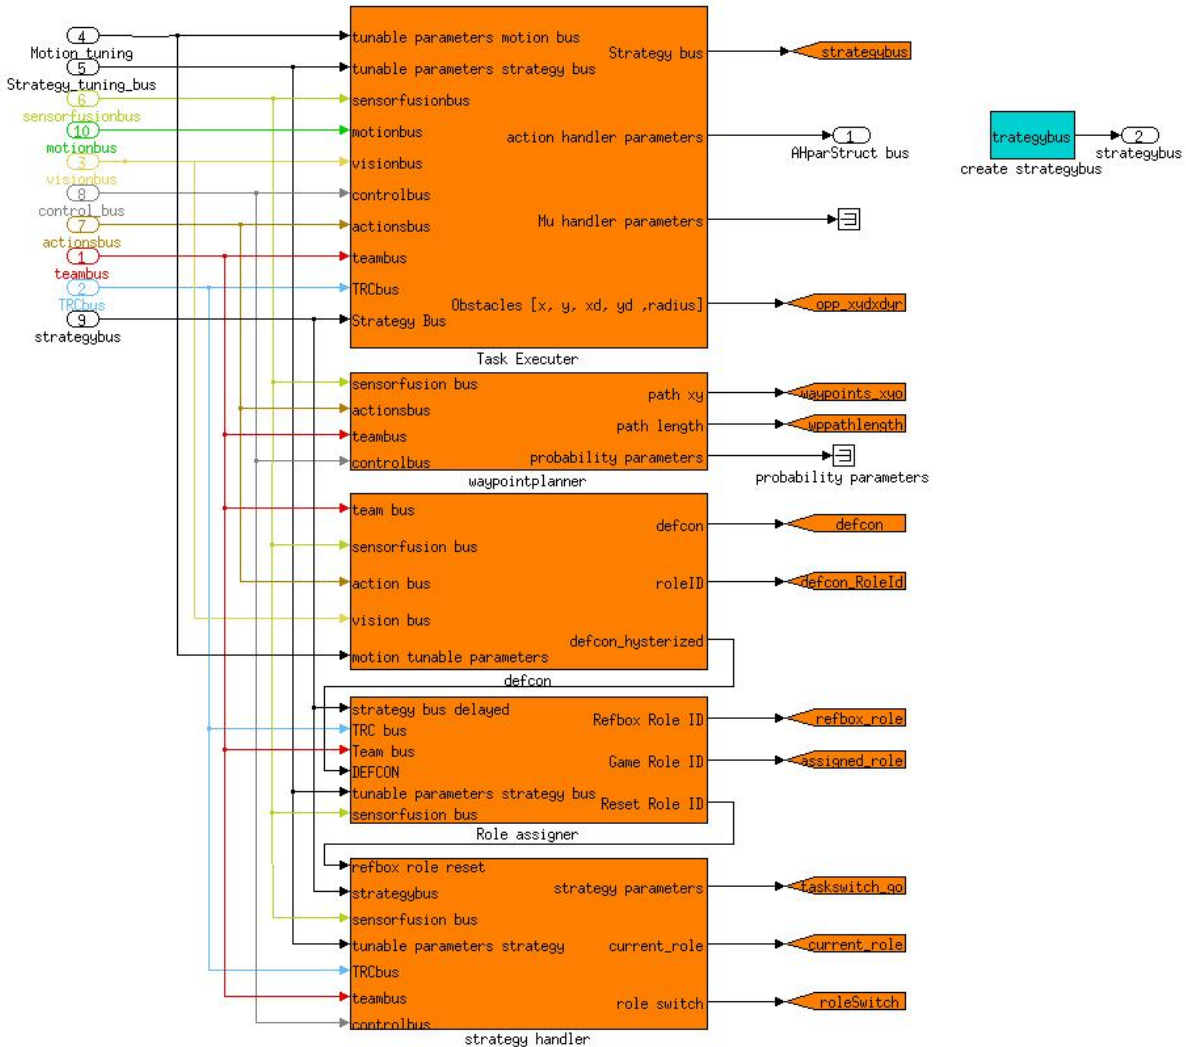 4
Motion_tuning
5
Strategy_tuning_bus
6
sensorfusionbus
10
motionbus
3
visionbus
8
control_bus
7
actionsbus
1
teambus
2
TRCbus
9
strategybus
tunable parameters motion bus
tunable parameters strategy bus
sensorfusionbus
motionbus
visionbus
controlbus
actionsbus
teambus
TRCbus
Strategy Bus
Strategy bus
action handler parameters
Mu handler parameters
Obstacles [x, y, xd, yd ,radius]
Task Executer
strategybus
1
AHparStruct bus
opp_xydxdyr
trategybus
create strategybus
2
strategybus
sensorfusion bus
actionsbus
teambus
controlbus
path xy
path length
probability parameters
waypointplanner
waypoints_xyo
wppathlength
probability parameters
team bus
sensorfusion bus
action bus
vision bus
motion tunable parameters
defcon
roleID
defcon_hysterized
defcon
defcon
defcon_RoleId
strategy bus delayed
TRC bus
Team bus
DEFCON
tunable parameters strategy bus
sensorfusion bus
Refbox Role ID
Game Role ID
Reset Role ID
Role assigner
refbox_role
assigned_role
refbox role reset
strategybus
sensorfusion bus
tunable parameters strategy
TRCbus
teambus
controlbus
strategy parameters
current_role
role switch
strategy handler
taskswitch_go
current_role
roleSwitch